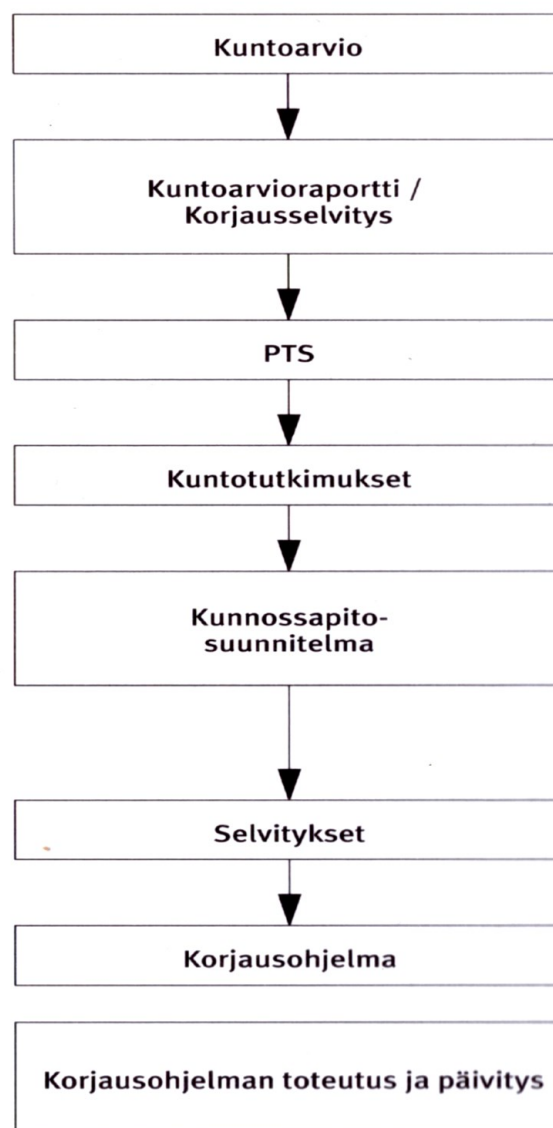 Kuntoarvio
Kuntoarvioraportti /
Korjausselvitys
PTS
Kuntotutkimukset
Kunnossapito-
suunnitelma
Selvitykset
Korjausohjelma
Korjausohjelman toteutus ja päivitys